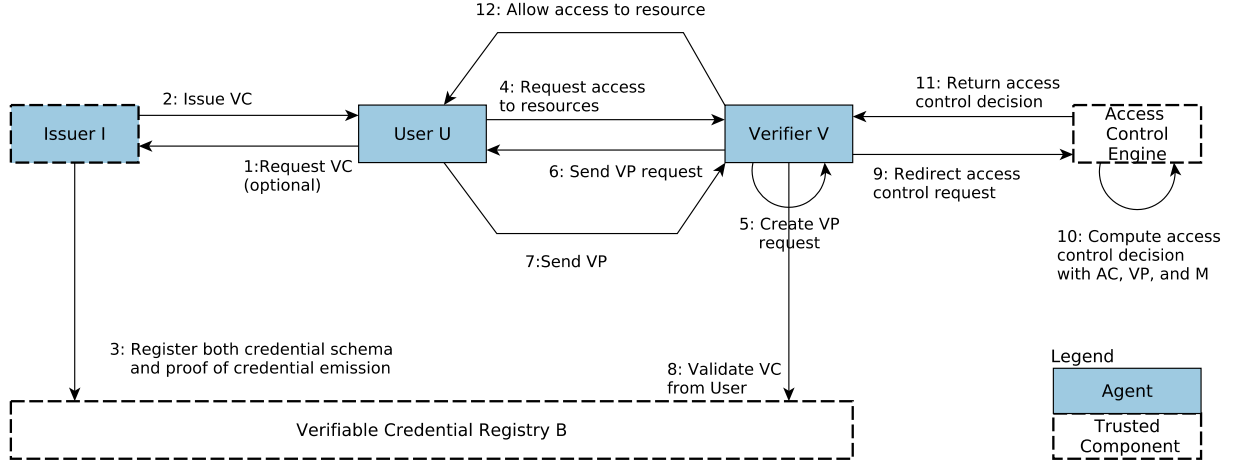 12: Allow access to resource
2: Issue VC
4: Request access
to resources
11: Return access
control decision
Issuer I
User U
Verifier V
Access
Control
Engine
1:Request VC
(optional)
6: Send VP request
9: Redirect access
control request
5: Create VP
request
7:Send VP
10: Compute access
control decision
with AC, VP, and M
3: Register both credential schema
and proof of credential emission
8: Validate VC
from User
Legend
Agent
Trusted
Component
Verifiable Credential Registry B